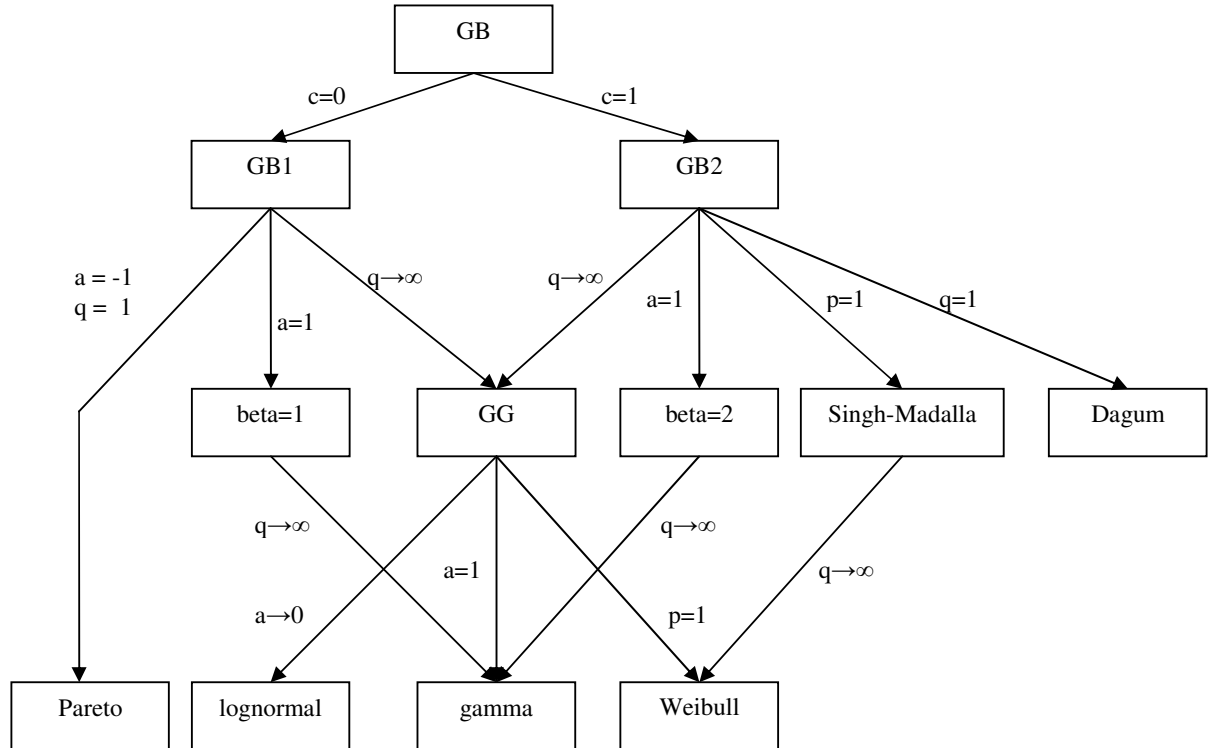 GB
c=0
c=1
GB1
GB2
a = -1
q = 1
a=1
q→∞
q→∞
a=1
p=1
q=1
beta=1
GG
beta=2
Singh-Madalla
Dagum
q→∞
a→0
a=1
q→∞
p=1
q→∞
Pareto
lognormal
gamma
Weibull